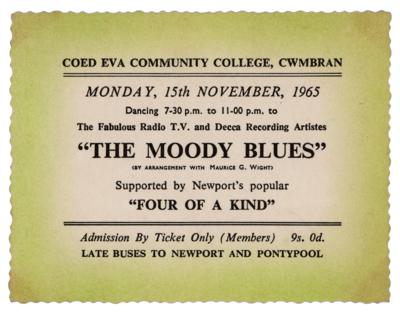 COED EVA COMMUNITY COLLEGE, CWMBRAN
MONDAY, 15th NOVEMBER, 1965
Dancing 7-30 p.m. to 11-00 p.m. to
The Fabulous Radio T.V. and Decca Recording Artistes
"THE MOODY BLUES"
(BY ARRANGEMENT WITH MAURICE G. WIGHT)
Supported by Newport's popular
"FOUR OF A KIND"
Admission By Ticket Only (Members) 9s. 0d.
LATE BUSES TO NEWPORT AND PONTYPOOL